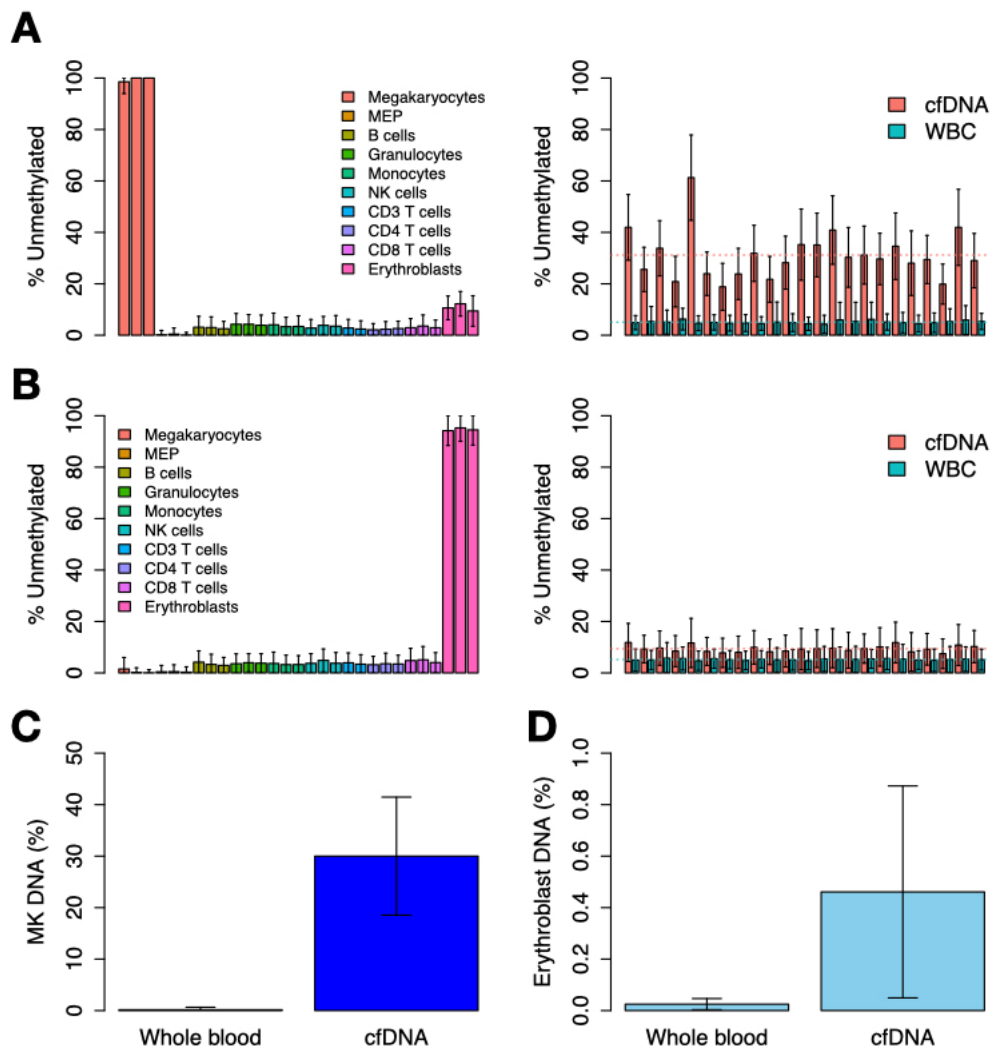 A
% Unmethylated
0 20 40 60 80 100
Megakaryocytes
MEP
B cells
Granulocytes
Monocytes
NK cells
CD3 T cells
CD4 T cells
CD8 T cells
Erythroblasts
% Unmethylated
0 20 40 60 80 100
cfDNA
WBC
B
% Unmethylated
0 20 40 60 80 100
Megakaryocytes
MEP
B cells
Granulocytes
Monocytes
NK cells
CD3 T cells
CD4 T cells
CD8 T cells
Erythroblasts
% Unmethylated
0 20 40 60 80 100
cfDNA
WBC
C
MK DNA (%)
0 10 20 30 40 50
Whole blood cfDNA
D
Erythroblast DNA (%)
0.0 0.2 0.4 0.6 0.8 1.0
Whole blood cfDNA